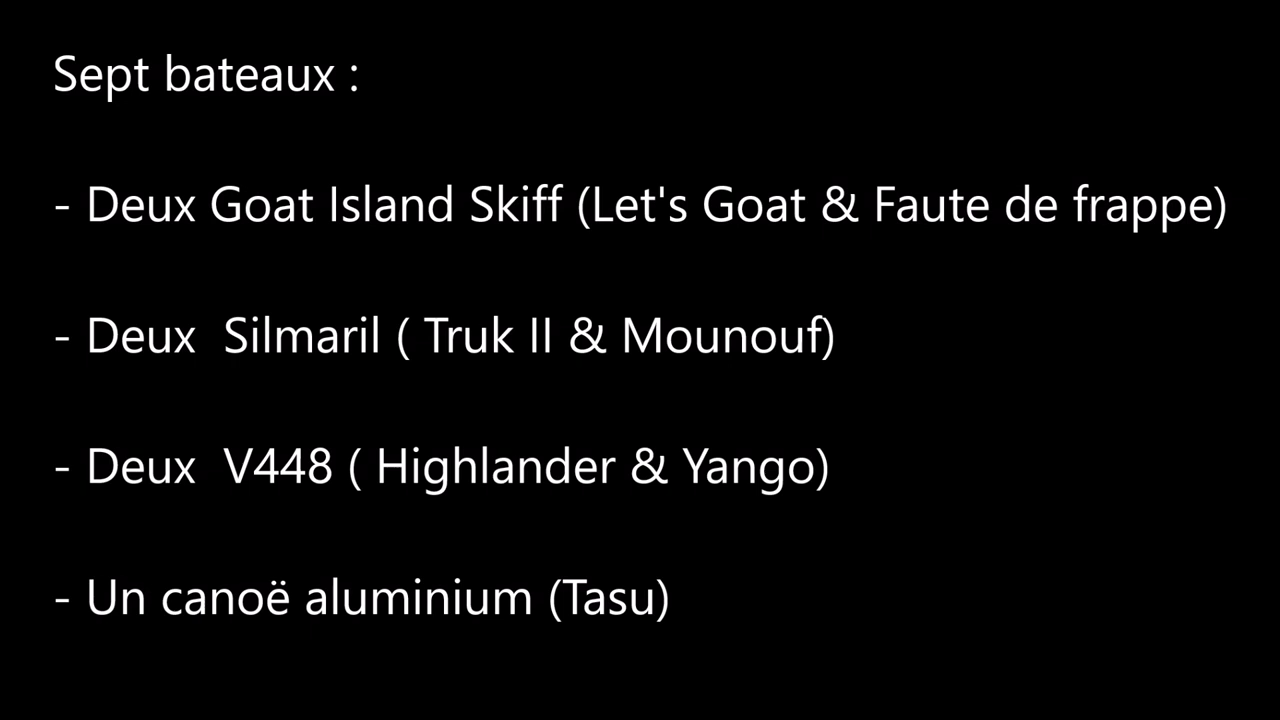 Sept bateaux :
- Deux Goat Island Skiff (Let's Goat & Faute de frappe)
- Deux  Silmaril ( Truk II & Mounouf)
- Deux  V448 ( Highlander & Yango)
- Un canoë aluminium (Tasu)